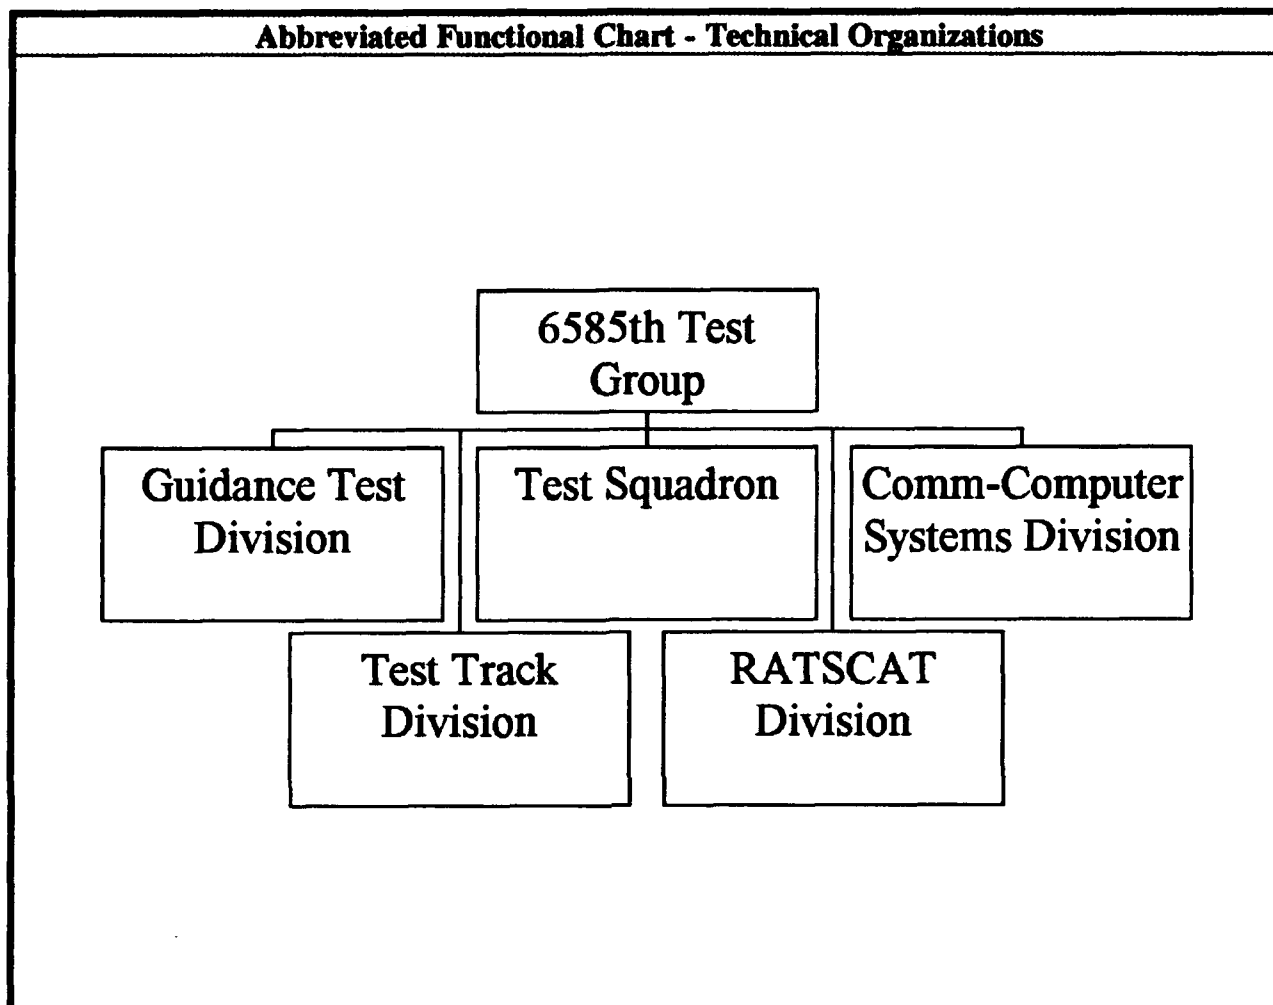 Abbreviated Functional Chart - Technical Organizations
6585th Test
Group
Guidance Test
Division
Test Squadron
Comm-Computer
Systems Division
Test Track
Division
RATSCAT
Division